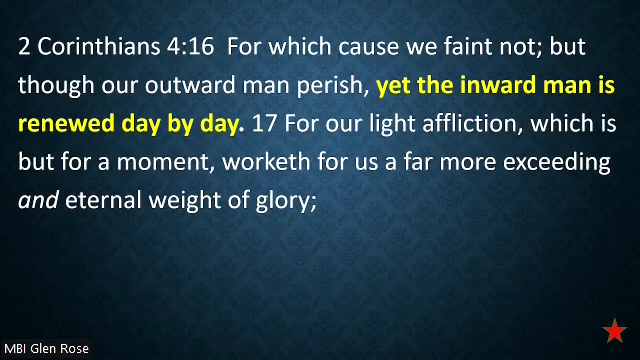 2 Corinthians 4:16  For which cause we faint not; but
though our outward man perish, yet the inward man is
renewed day by day. 17 For our light affliction, which is
but for a moment, worketh for us a far more exceeding
and eternal weight of glory;
MBI Glen Rose